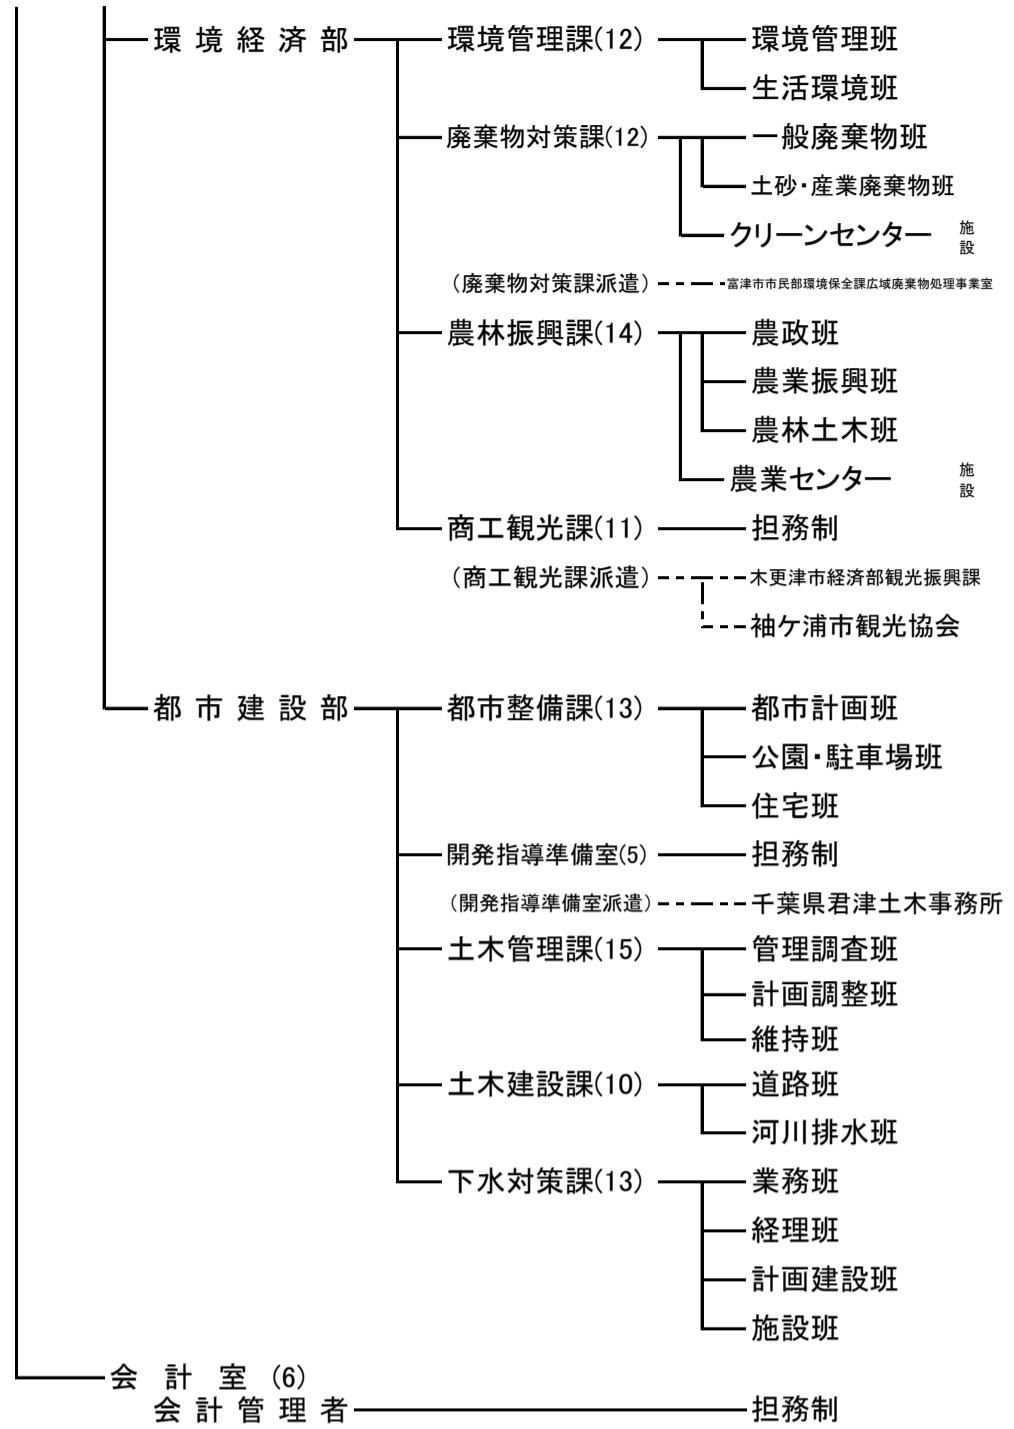 環境経済部 環境管理課(12) 環境管理班
生活環境班
廃棄物対策課(12) 一般廃棄物班
土砂・産業廃棄物班
クリーンセンター 施設
(廃棄物対策課派遣) 富津市市民部環境保全課広域廃棄物処理事業室
農林振興課(14) 農政班
農業振興班
農林土木班
農業センター 施設
商工観光課(11) 担務制
(商工観光課派遣) 木更津市経済部観光振興課
袖ケ浦市観光協会
都市建設部 都市整備課(13) 都市計画班
公園・駐車場班
住宅班
開発指導準備室(5) 担務制
(開発指導準備室派遣) 千葉県君津土木事務所
土木管理課(15) 管理調査班
計画調整班
維持班
土木建設課(10) 道路班
河川排水班
下水対策課(13) 業務班
経理班
計画建設班
施設班
会計室 (6)
会計管理者 担務制